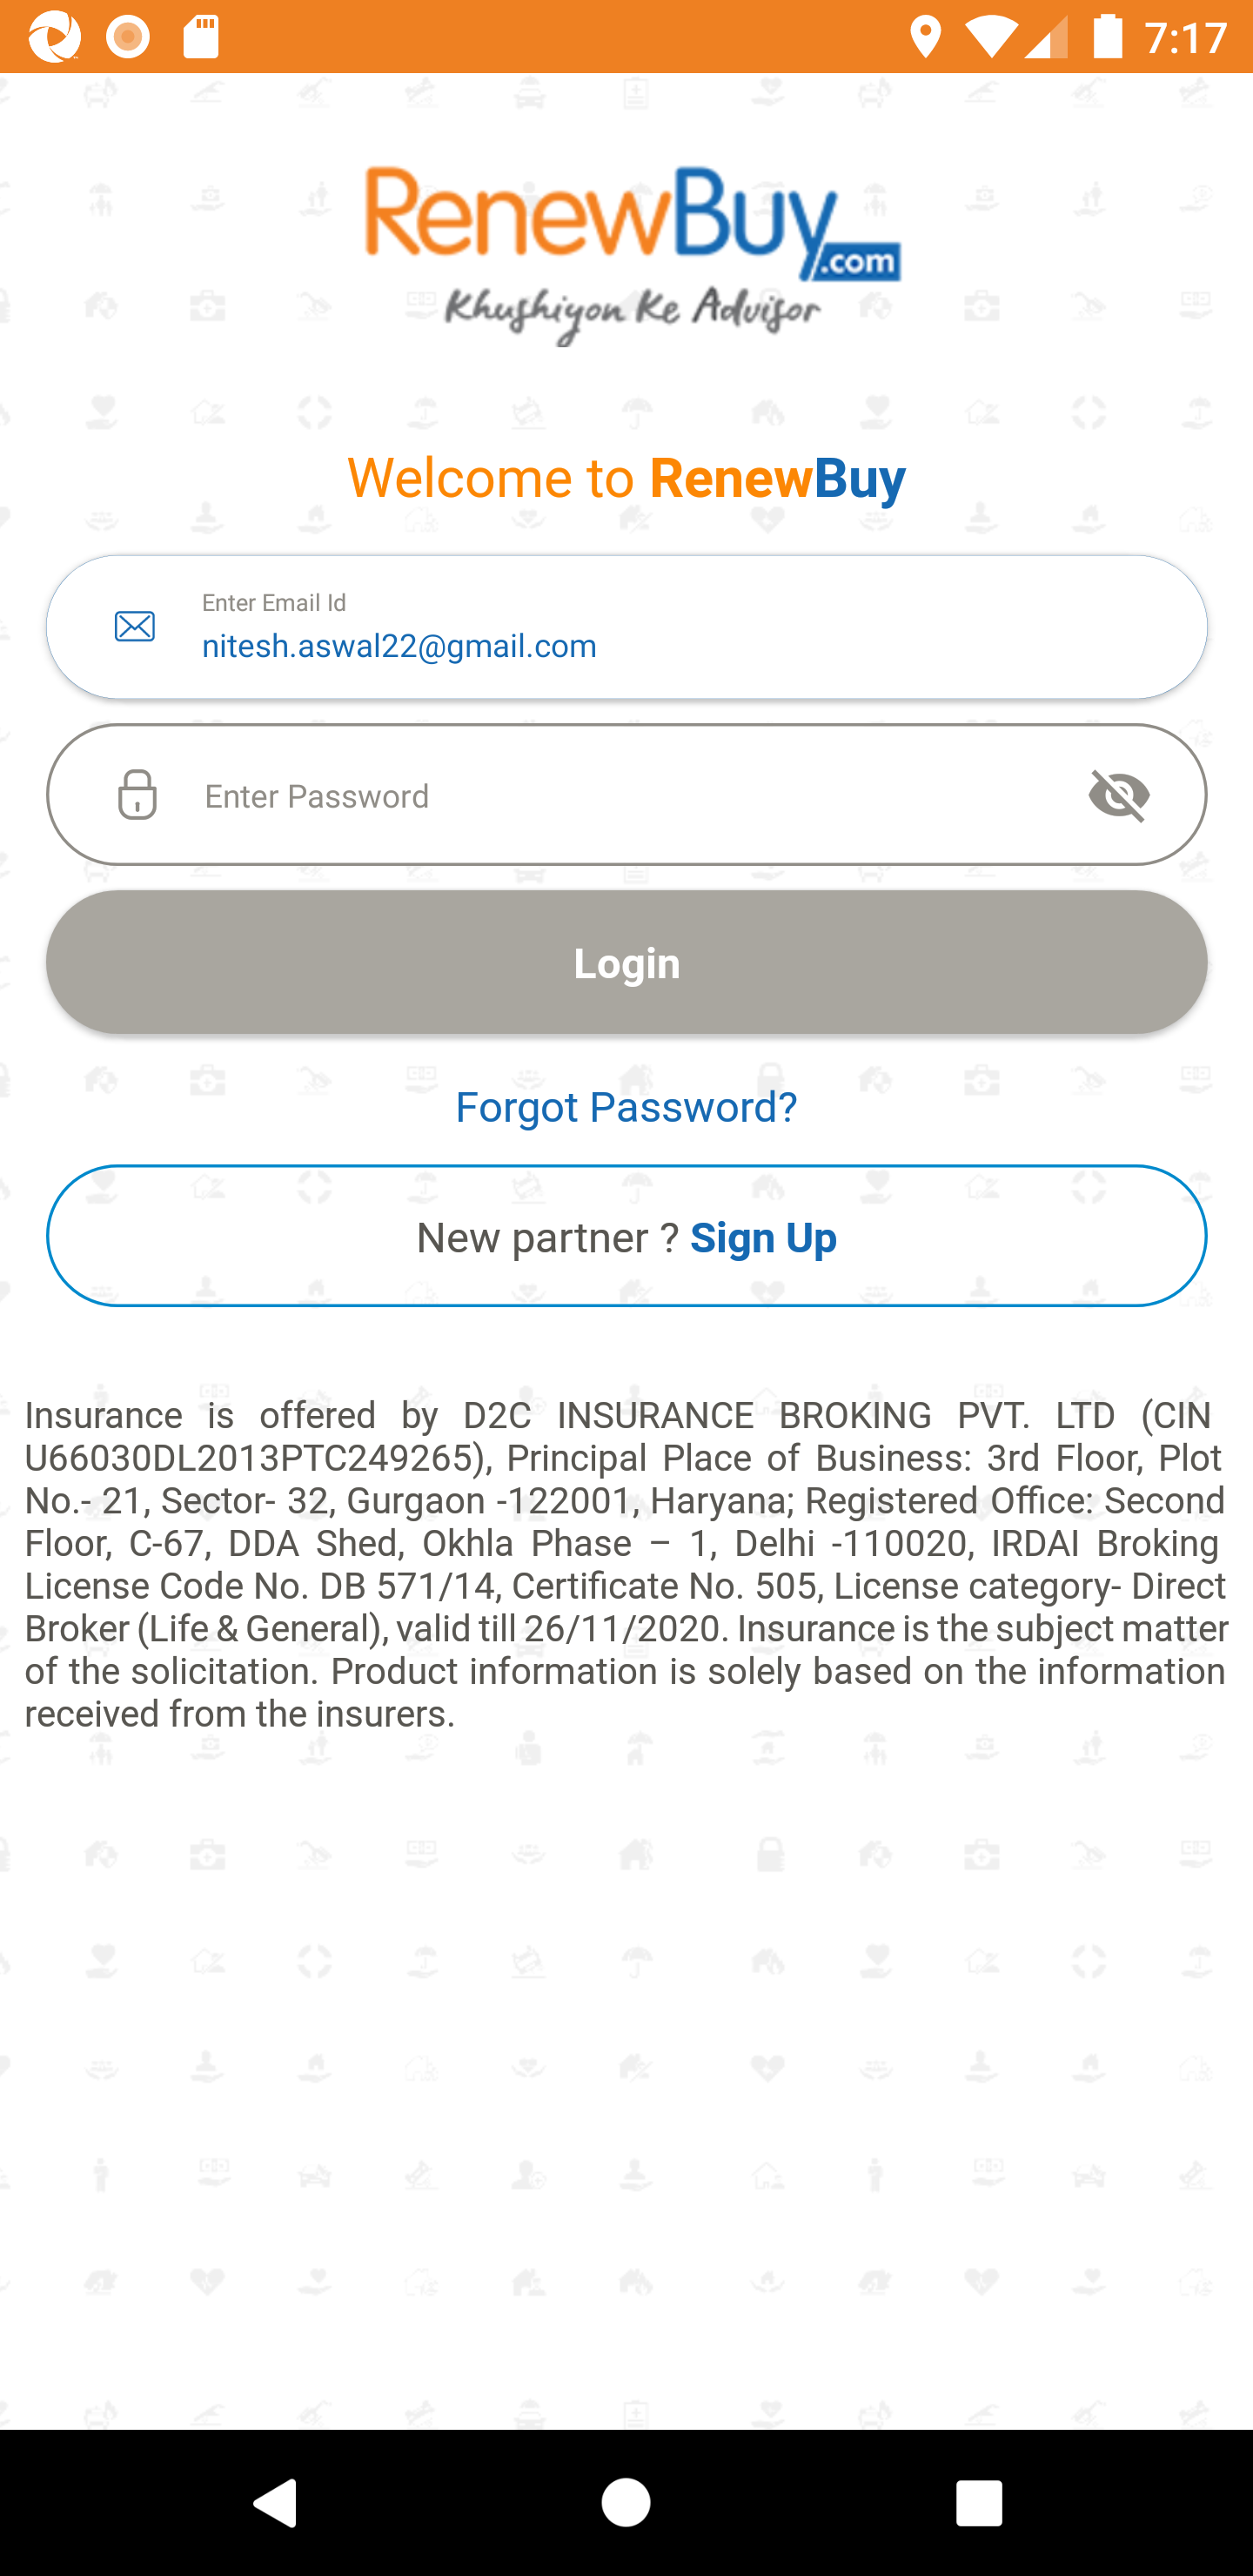 7:17
RenewBuy
.com
Khushiyon Ke Advisor
Welcome to RenewBuy
Enter Email Id
nitesh.aswal22@gmail.com
Enter Password
Login
Forgot Password?
New partner ? Sign Up
Insurance is offered by D2C INSURANCE BROKING PVT. LTD (CIN
U66030DL2013PTC249265), Principal Place of Business: 3rd Floor, Plot
No.- 21, Sector- 32, Gurgaon -122001, Haryana; Registered Office: Second
Floor, C-67, DDA Shed, Okhla Phase – 1, Delhi -110020, IRDAI Broking
License Code No. DB 571/14, Certificate No. 505, License category- Direct
Broker (Life & General), valid till 26/11/2020. Insurance is the subject matter
of the solicitation. Product information is solely based on the information
received from the insurers.